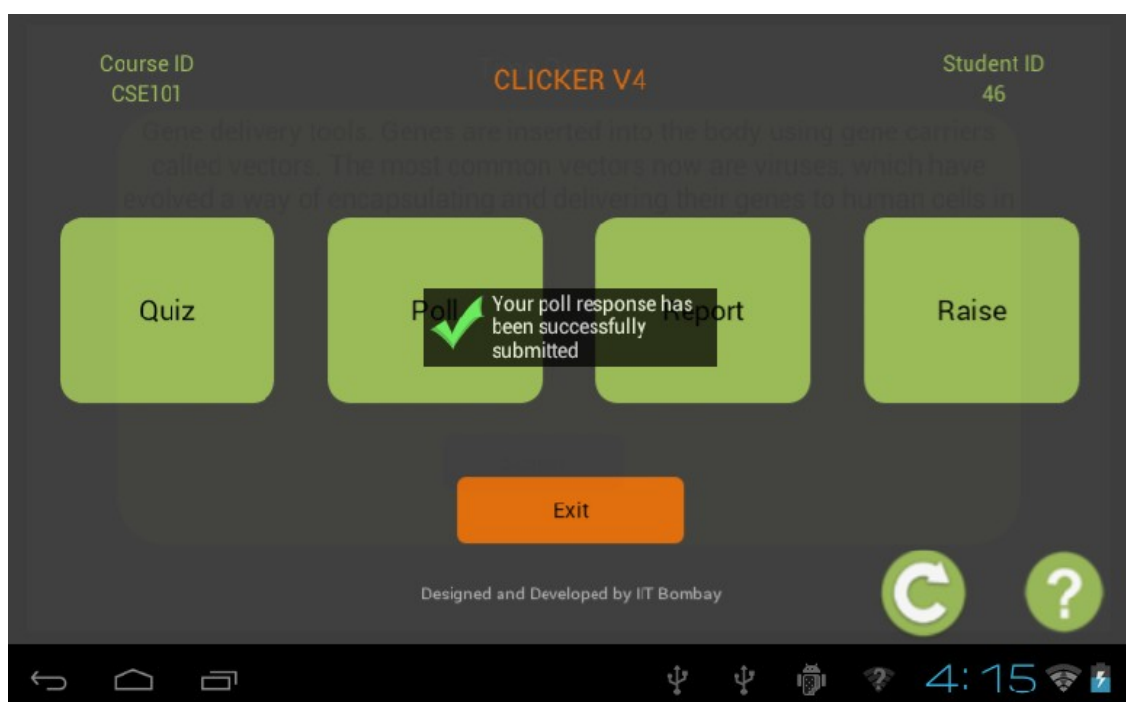 Course ID
CSE101
CLICKER V4
Student ID
46
Gene delivery tools. Genes are inserted into the body using gene carriers
called vectors. The most common vectors now are viruses, which have
evolved a way of encapsulating and delivering their genes to human cells in
Quiz
Poll
Your poll response has
been successfully
submitted
Report
Raise
Exit
Designed and Developed by IIT Bombay
?
4:15